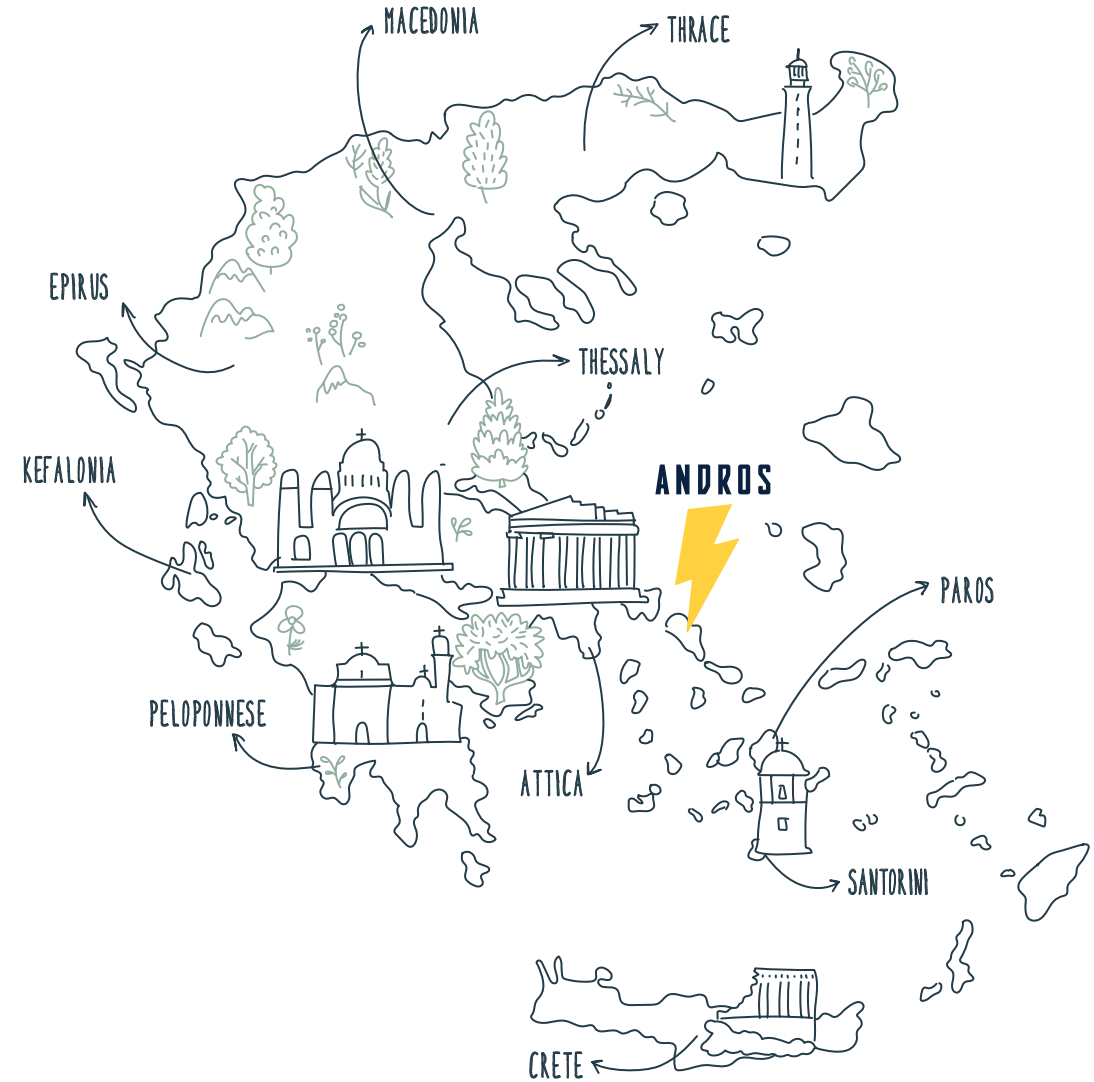 MACEDONIA
THRACE
EPIRUS
THESSALY
KEFALONIA
ANDROS
PAROS
PELOPONNESE
ATTICA
SANTORINI
CRETE